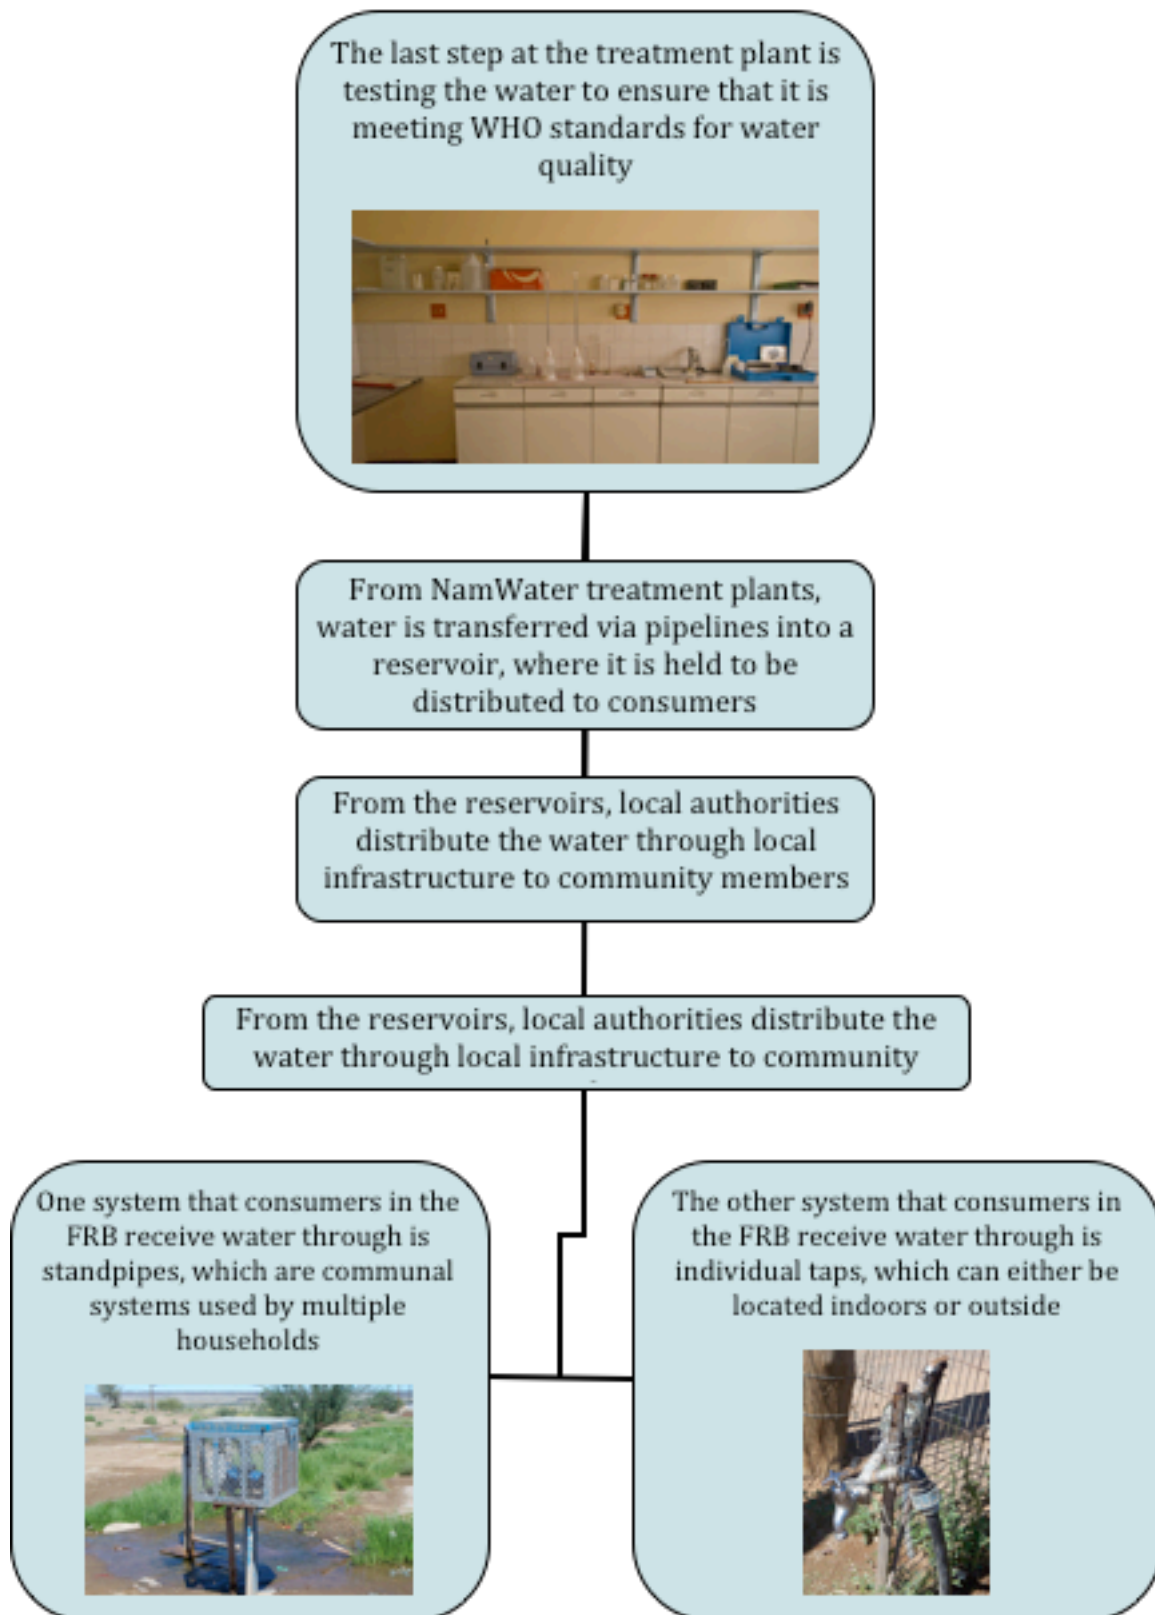 The last step at the treatment plant is
testing the water to ensure that it is
meeting WHO standards for water
quality
From NamWater treatment plants,
water is transferred via pipelines into a
reservoir, where it is held to be
distributed to consumers
From the reservoirs, local authorities
distribute the water through local
infrastructure to community members
From the reservoirs, local authorities distribute the
water through local infrastructure to community
One system that consumers in the
FRB receive water through is
standpipes, which are communal
systems used by multiple
households
The other system that consumers in
the FRB receive water through is
individual taps, which can either be
located indoors or outside